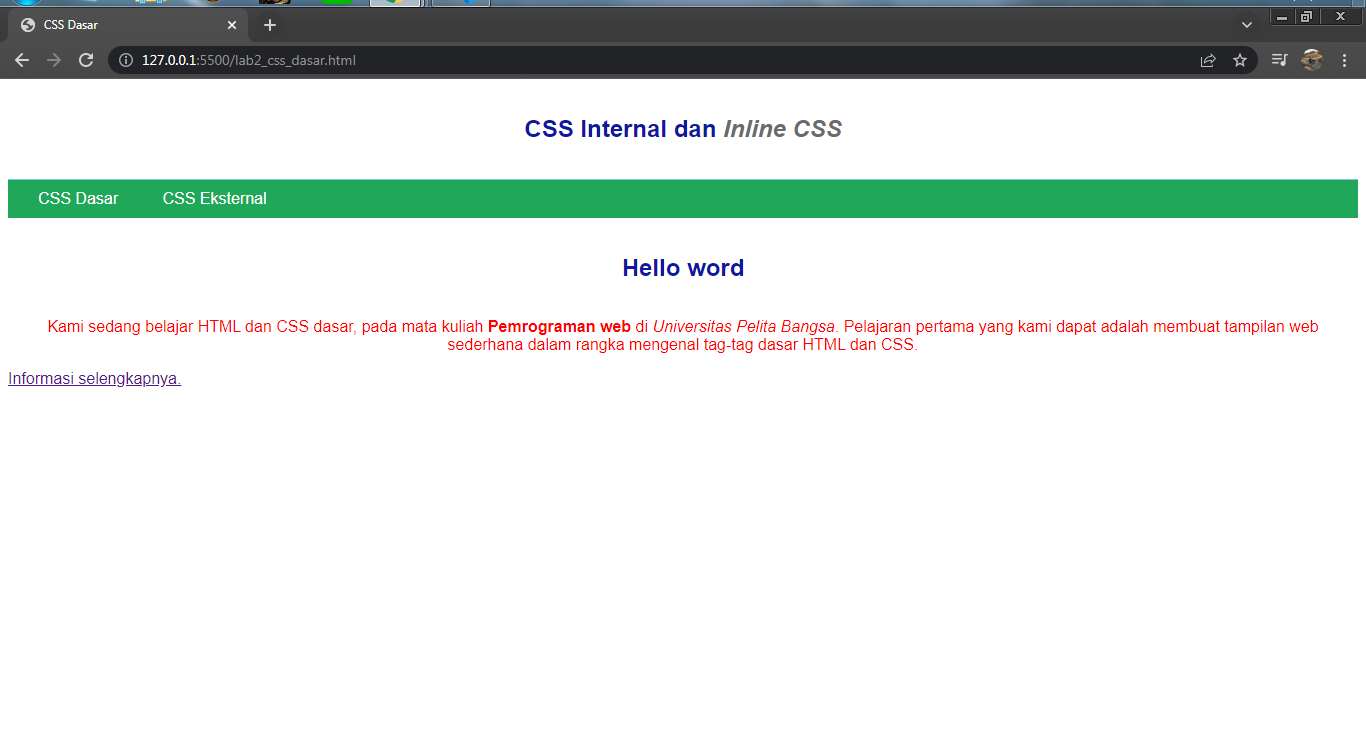 CSS Dasar
127.0.0.1:5500/lab2_css_dasar.html
CSS Internal dan Inline CSS
CSS Dasar CSS Eksternal
Hello word
Kami sedang belajar HTML dan CSS dasar, pada mata kuliah Pemrograman web di Universitas Pelita Bangsa. Pelajaran pertama yang kami dapat adalah membuat tampilan web
sederhana dalam rangka mengenal tag-tag dasar HTML dan CSS.
Informasi selengkapnya.